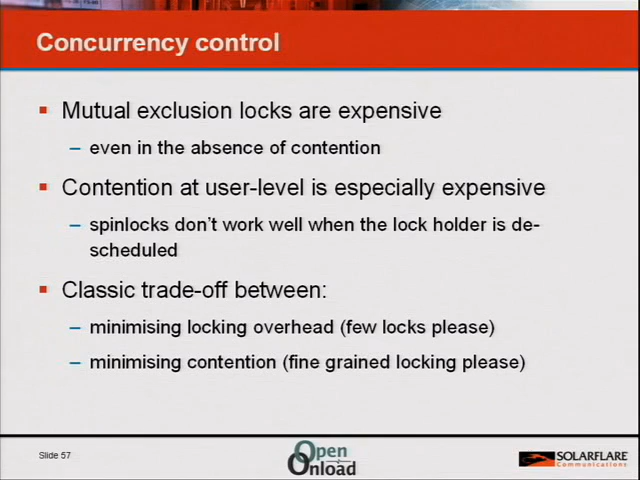 Concurrency control
Mutual exclusion locks are expensive
– even in the absence of contention
Contention at user-level is especially expensive
– spinlocks don't work well when the lock holder is de-
scheduled
Classic trade-off between:
– minimising locking overhead (few locks please)
– minimising contention (fine grained locking please)
Slide 57
Open
Onload
SOLARFLARE
Communications